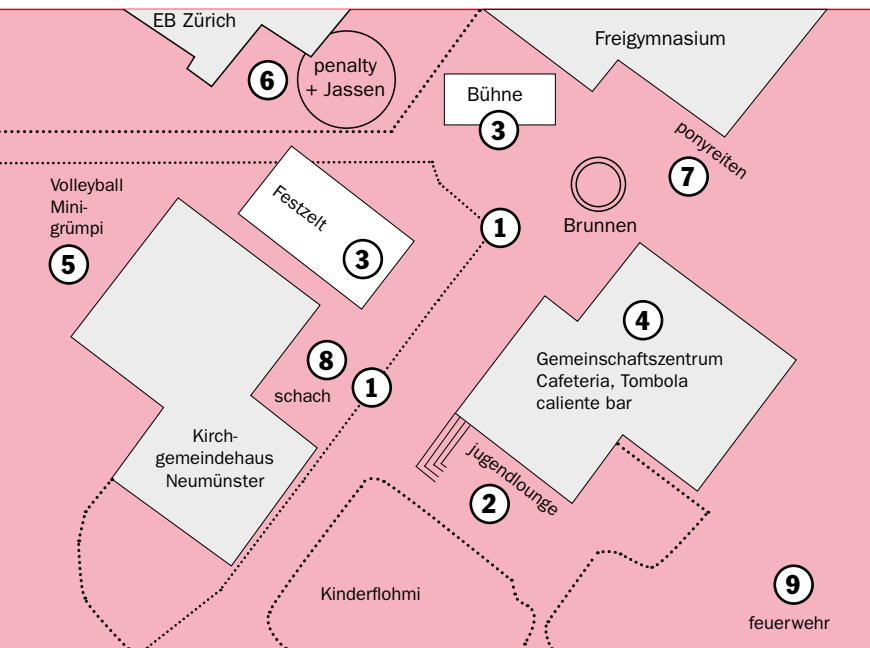 EB Zürich
penalty
+ Jassen
6
Freigymnasium
Bühne
3
ponyreiten
7
Volleyball
Mini-
grümpi
5
Festzelt
3
1
Brunnen
4
Gemeinschaftszentrum
Cafeteria, Tombola
caliente bar
8
schach
1
Kirch-
gemeindehaus
Neumünster
jugendlounge
2
Kinderflohmi
9
feuerwehr